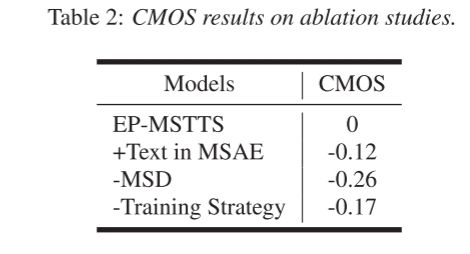 Table 2: CMOS results on ablation studies.
Models CMOS
EP-MSTTS 0
+Text in MSAE -0.12
-MSD -0.26
-Training Strategy -0.17